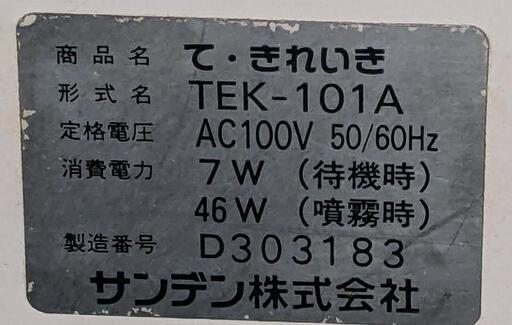 商品名 て・きれいき
形式名 TEK-101A
定格電圧 AC100V 50/60Hz
消費電力 7W (待機時)
46W (噴霧時)
製造番号 D303183
サンデン株式会社